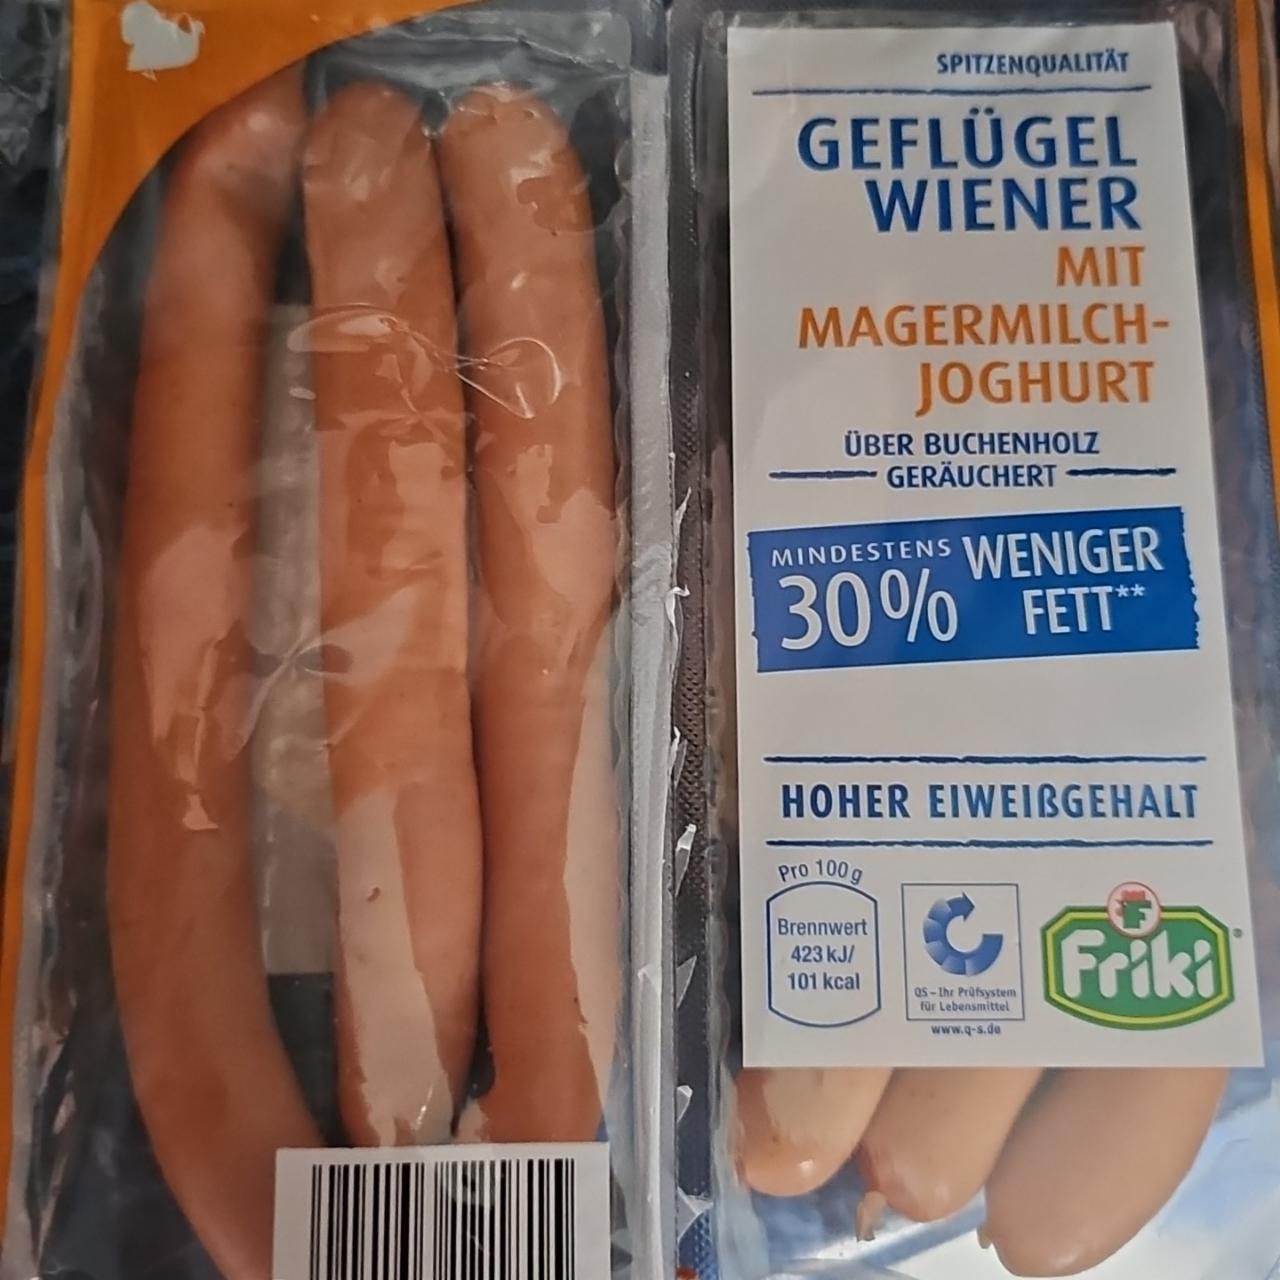 SPITZENQUALITÄT
GEFLÜGEL
WIENER
MIT
MAGERMILCH-
JOGHURT
ÜBER BUCHENHOLZ
GERÄUCHERT
MINDESTENS
30%
WENIGER
FETT**
HOHER EIWEIßGEHALT
Pro 100 g
Brennwert
423 kJ/
101 kcal
QS – Ihr Prüfsystem
für Lebensmittel
www.q-s.de
F
Friki®